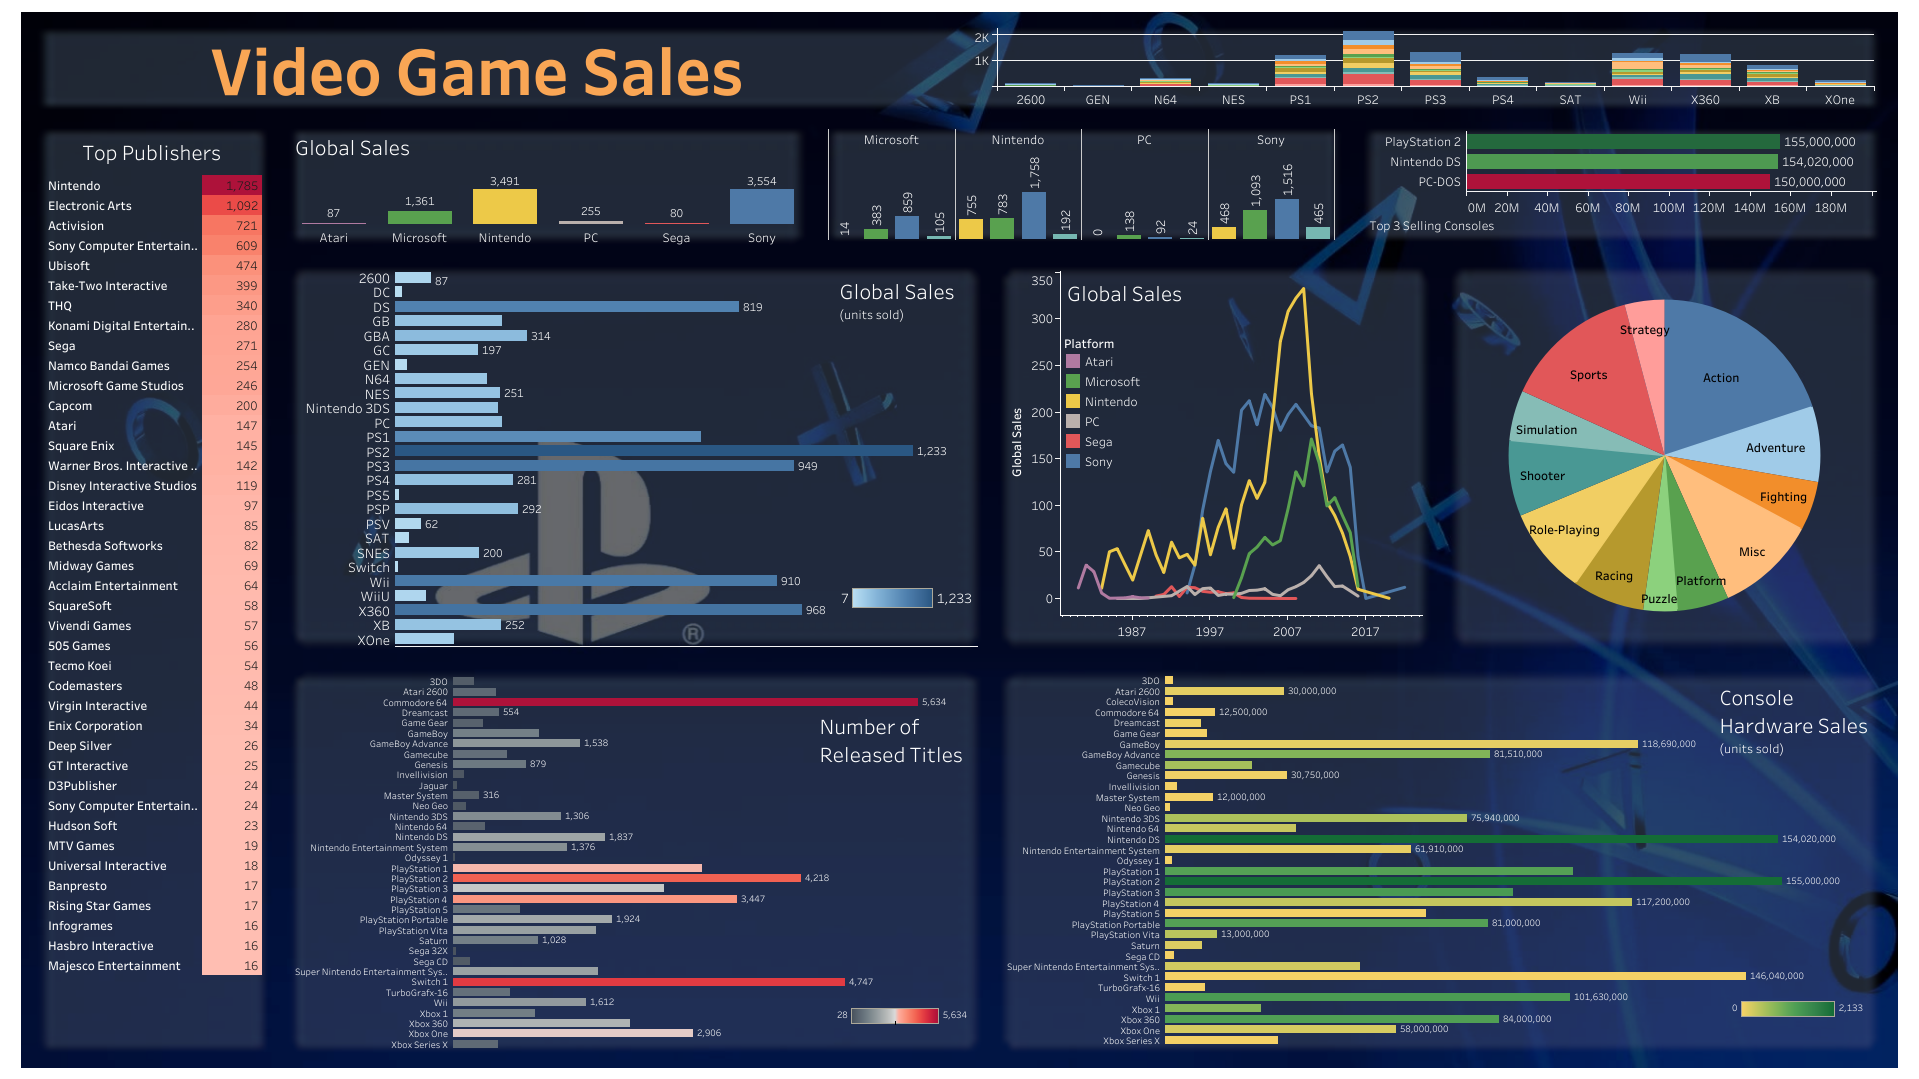 Video Game Sales
2K
1K
2600 GEN N64 NES PS1 PS2 PS3 PS4 SAT Wii X360 XB XOne
Top Publishers
Nintendo 1,785
Electronic Arts 1,092
Activision 721
Sony Computer Entertain.. 609
Ubisoft 474
Take-Two Interactive 399
THQ 340
Konami Digital Entertain.. 280
Sega 271
Namco Bandai Games 254
Microsoft Game Studios 246
Capcom 200
Atari 147
Square Enix 145
Warner Bros. Interactive .. 142
Disney Interactive Studios 119
Eidos Interactive 97
LucasArts 85
Bethesda Softworks 82
Midway Games 69
Acclaim Entertainment 64
SquareSoft 58
Vivendi Games 57
505 Games 56
Tecmo Koei 54
Codemasters 48
Virgin Interactive 44
Enix Corporation 34
Deep Silver 26
GT Interactive 25
D3Publisher 24
Sony Computer Entertain.. 24
Hudson Soft 23
MTV Games 19
Universal Interactive 18
Banpresto 17
Rising Star Games 17
Infogrames 16
Hasbro Interactive 16
Majesco Entertainment 16
Global Sales
87 1,361 3,491 255 80 3,554
Atari Microsoft Nintendo PC Sega Sony
Microsoft Nintendo PC Sony
14 383 859 105 755 783 1,758 192 0 138 92 24 468 1,093 1,516 465
PlayStation 2 155,000,000
Nintendo DS 154,020,000
PC-DOS 150,000,000
0M 20M 40M 60M 80M 100M 120M 140M 160M 180M
Top 3 Selling Consoles
Global Sales
(units sold)
2600 87
DC
DS 819
GB
GBA 314
GC 197
GEN
N64
NES 251
Nintendo 3DS
PC
PS1
PS2 1,233
PS3 949
PS4 281
PS5
PSP 292
PSV 62
SAT
SNES 200
Switch
Wii 910
WiiU
X360 968
XB 252
XOne
7 1,233
®
Global Sales
Platform
Atari
Microsoft
Nintendo
PC
Sega
Sony
Global Sales
350
300
250
200
150
100
50
0
1987 1997 2007 2017
Strategy
Action
Sports
Adventure
Simulation
Shooter
Fighting
Role-Playing
Misc
Racing
Platform
Puzzle
Number of
Released Titles
3DO
Atari 2600
Commodore 64 5,634
Dreamcast 554
Game Gear
GameBoy
GameBoy Advance 1,538
Gamecube
Genesis 879
Invellivision
Jaguar
Master System 316
Neo Geo
Nintendo 3DS 1,306
Nintendo 64
Nintendo DS 1,837
Nintendo Entertainment System 1,376
Odyssey 1
PlayStation 1
PlayStation 2 4,218
PlayStation 3
PlayStation 4 3,447
PlayStation 5
PlayStation Portable 1,924
PlayStation Vita
Saturn 1,028
Sega 32X
Sega CD
Super Nintendo Entertainment Sys..
Switch 1 4,747
TurboGrafx-16
Wii 1,612
Xbox 1
Xbox 360
Xbox One 2,906
Xbox Series X
28 5,634
Console
Hardware Sales
(units sold)
3DO
Atari 2600 30,000,000
ColecoVision
Commodore 64 12,500,000
Dreamcast
Game Gear
GameBoy 118,690,000
GameBoy Advance 81,510,000
Gamecube
Genesis 30,750,000
Invellivision
Master System 12,000,000
Neo Geo
Nintendo 3DS 75,940,000
Nintendo 64
Nintendo DS 154,020,000
Nintendo Entertainment System 61,910,000
Odyssey 1
PlayStation 1
PlayStation 2 155,000,000
PlayStation 3
PlayStation 4 117,200,000
PlayStation 5
PlayStation Portable 81,000,000
PlayStation Vita 13,000,000
Saturn
Sega CD
Super Nintendo Entertainment Sys..
Switch 1 146,040,000
TurboGrafx-16
Wii 101,630,000
Xbox 1
Xbox 360 84,000,000
Xbox One 58,000,000
Xbox Series X
0 2,133